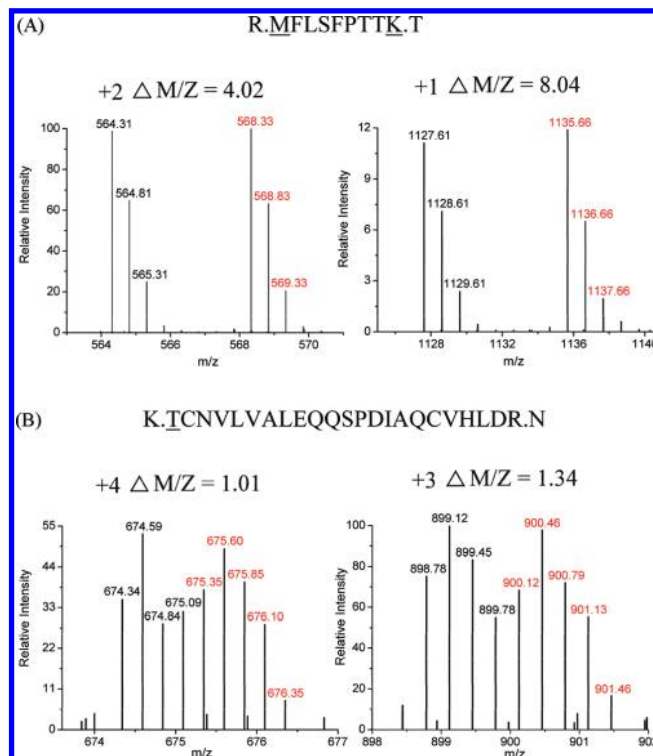 (A) R.MFLSFPTTK.T
+2 △ M/Z = 4.02
+1 △ M/Z = 8.04
Relative Intensity
100
80
60
40
20
0
564.31
564.81
565.31
568.33
568.83
569.33
564 566 568 570
m/z
Relative Intensity
12
9
6
3
0
1127.61
1128.61
1129.61
1135.66
1136.66
1137.66
1128 1132 1136 1140
m/z
(B) K.TCNVLVALEQQSPDIAQCVHLDR.N
+4 △ M/Z = 1.01
+3 △ M/Z = 1.34
Relative Intensity
55
44
33
22
11
0
674.34
674.59
674.84
675.09
675.35
675.60
675.85
676.10
676.35
674 675 676 677
m/z
Relative Intensity
100
80
60
40
20
0
898.78
899.12
899.45
899.78
900.12
900.46
900.79
901.13
901.46
898 899 900 901
m/z